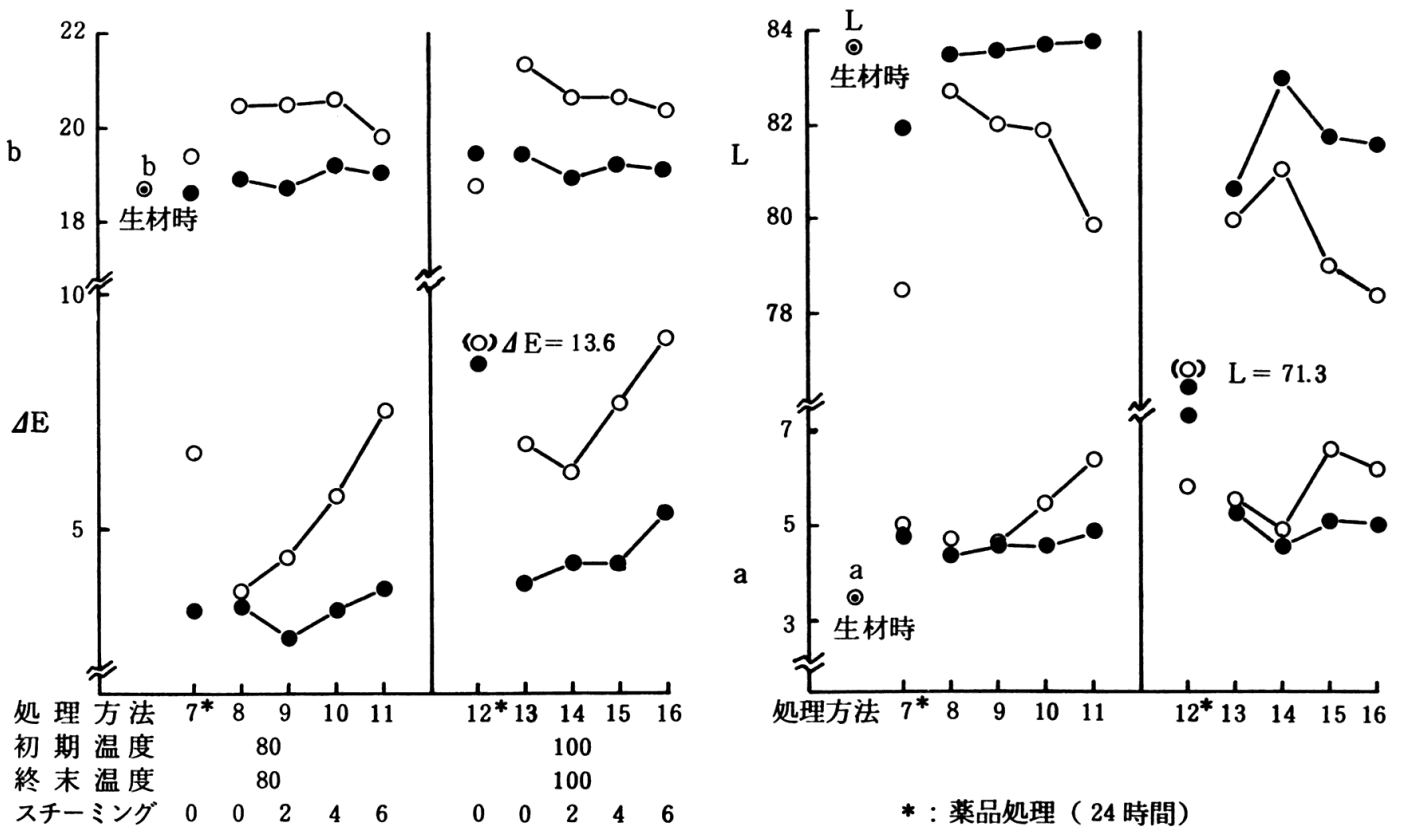 22
20
18
b
b
生材時
10
5
ΔE
(○) ΔE = 13.6
処理方法 7* 8 9 10 11 12* 13 14 15 16
初期温度 80 100
終末温度 80 100
スチーミング 0 0 2 4 6 0 0 2 4 6
84
82
80
78
L
L
生材時
(○) L = 71.3
7
5
3
a
a
生材時
処理方法 7* 8 9 10 11 12* 13 14 15 16
* : 薬品処理 ( 24 時間 )